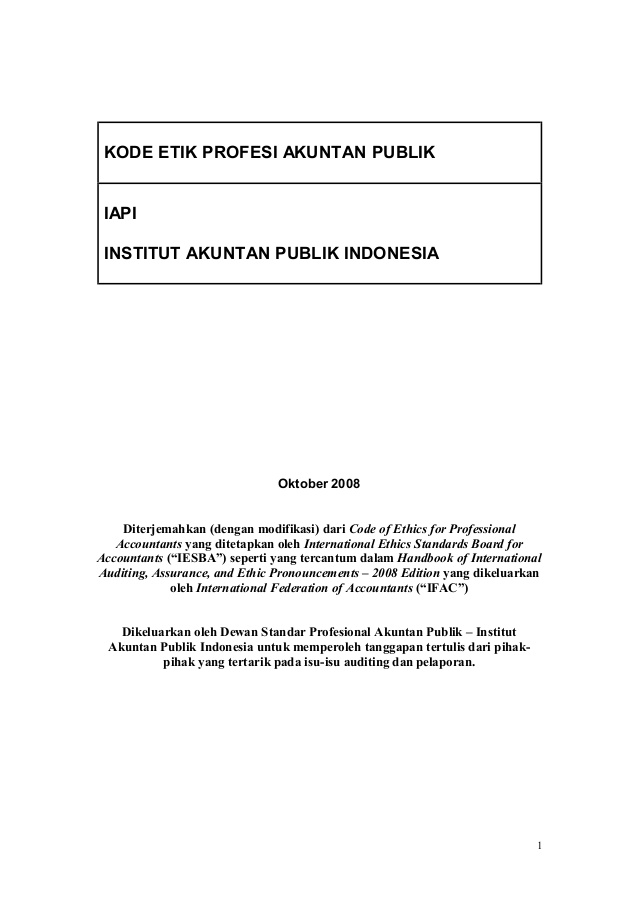 KODE ETIK PROFESI AKUNTAN PUBLIK
IAPI
INSTITUT AKUNTAN PUBLIK INDONESIA
Oktober 2008
Diterjemahkan (dengan modifikasi) dari Code of Ethics for Professional
Accountants yang ditetapkan oleh International Ethics Standards Board for
Accountants (“IESBA”) seperti yang tercantum dalam Handbook of International
Auditing, Assurance, and Ethic Pronouncements – 2008 Edition yang dikeluarkan
oleh International Federation of Accountants (“IFAC”)
Dikeluarkan oleh Dewan Standar Profesional Akuntan Publik – Institut
Akuntan Publik Indonesia untuk memperoleh tanggapan tertulis dari pihak-
pihak yang tertarik pada isu-isu auditing dan pelaporan.
1